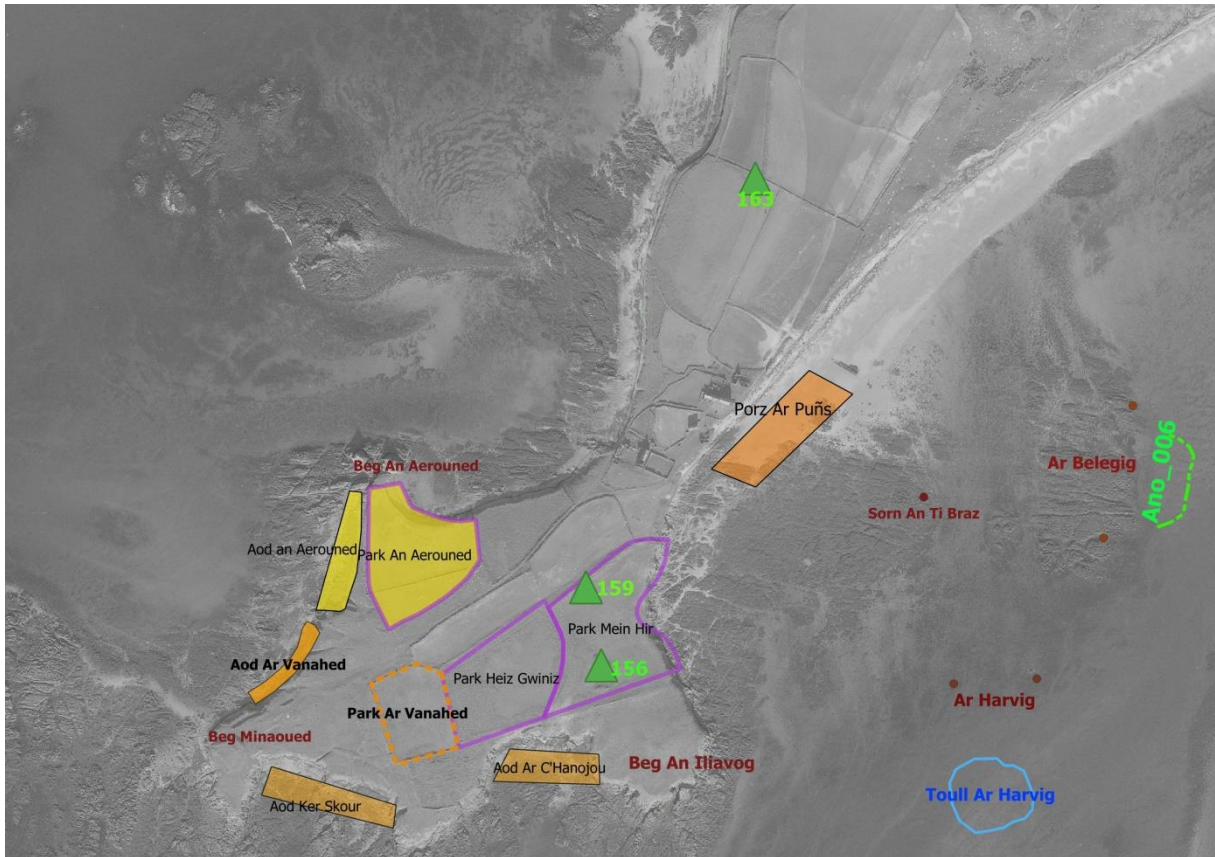 163
Porz Ar Puñs
Beg An Aerouned
Ar Belegig
Ano_006
Sorn An Ti Braz
Aod an Aerouned
Park An Aerouned
159
Park Mein Hir
Aod Ar Vanahed
156
Park Heiz Gwiniz
Ar Harvig
Park Ar Vanahed
Beg Minaoued
Beg An Iliavog
Aod Ar C'Hanojou
Toull Ar Harvig
Aod Ker Skour